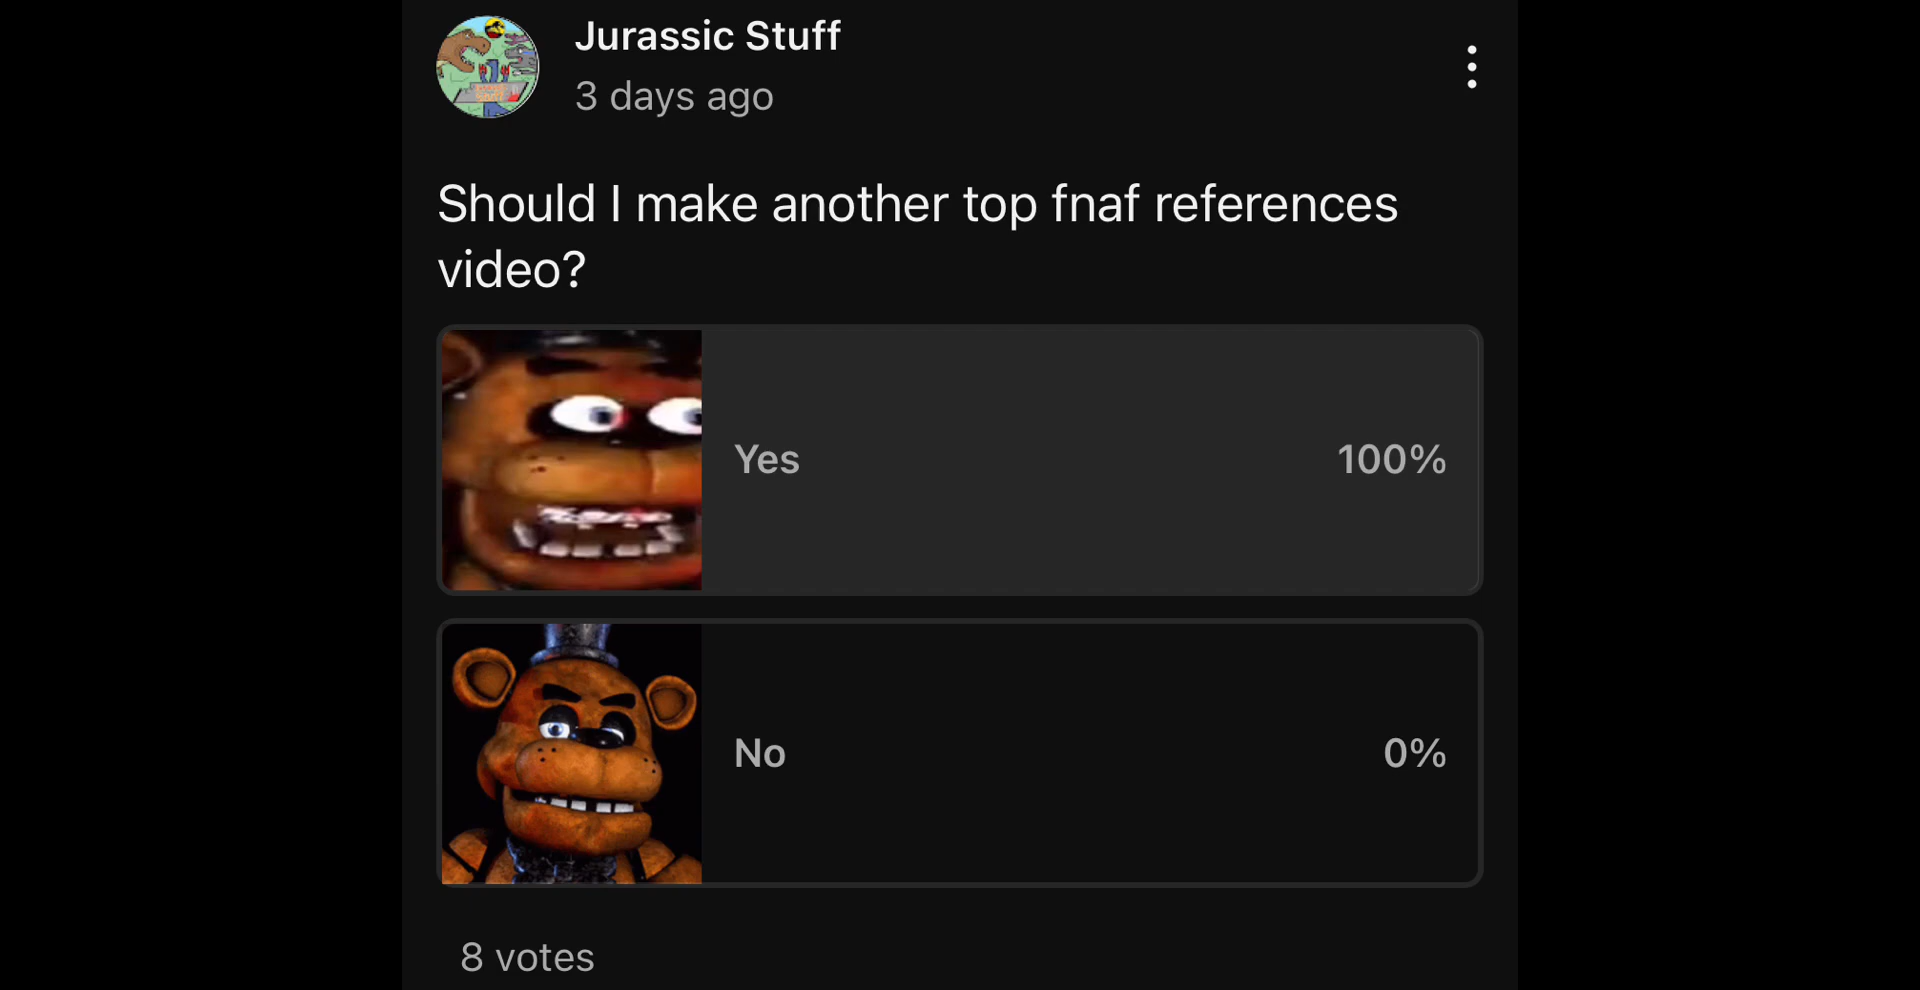 Jurassic Stuff
3 days ago
Should I make another top fnaf references
video?
Yes
100%
No
0%
8 votes